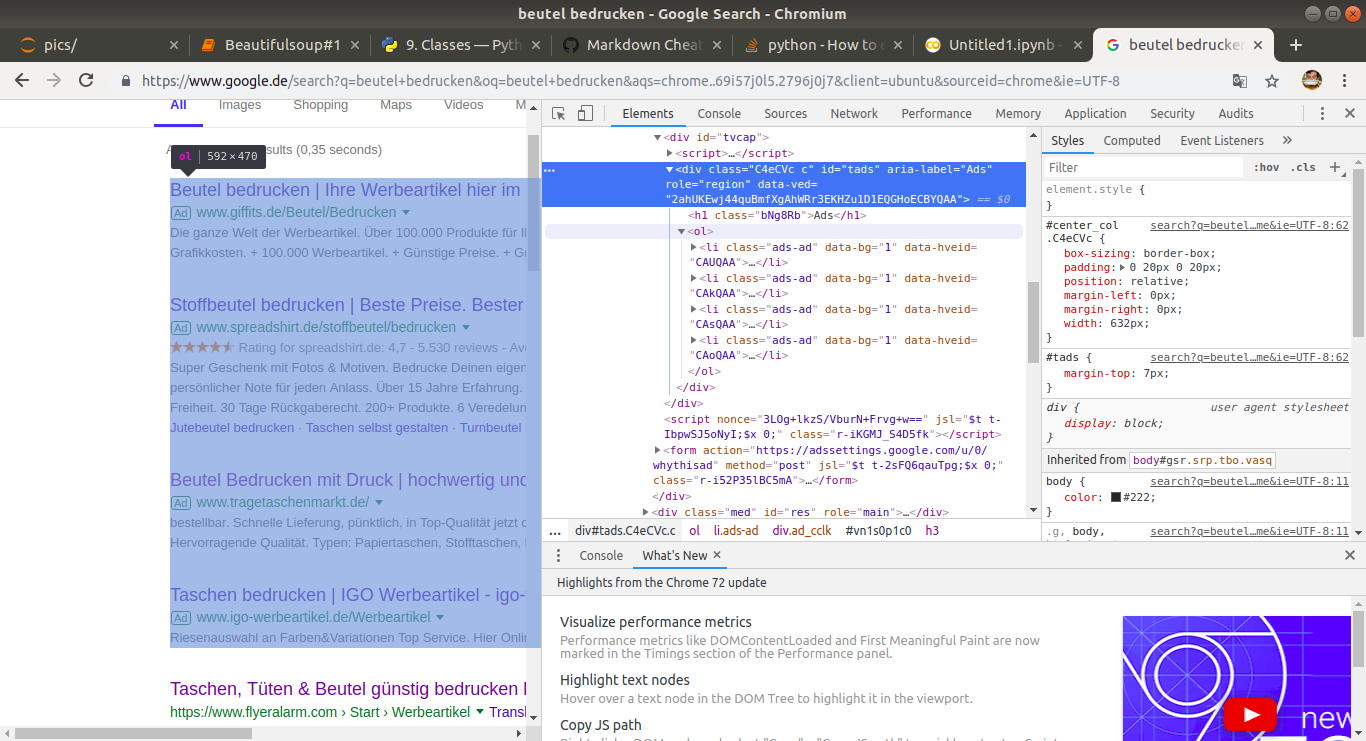 beutel bedrucken - Google Search - Chromium
pics/
Beautifulsoup#1
9. Classes — Pyth
Markdown Cheat
python - How to
Untitled1.ipynb -
beutel bedrucken
https://www.google.de/search?q=beutel+bedrucken&oq=beutel+bedrucken&aqs=chrome..69i57j0l5.2796j0j7&client=ubuntu&sourceid=chrome&ie=UTF-8
All Images Shopping Maps Videos M
sults (0,35 seconds)
ol 592 × 470
Beutel bedrucken | Ihre Werbeartikel hier im
Ad www.giffits.de/Beutel/Bedrucken
Die ganze Welt der Werbeartikel. Über 100.000 Produkte für I
Grafikkosten. + 100.000 Werbeartikel. + Günstige Preise. + Gr
Stoffbeutel bedrucken | Beste Preise. Bester
Ad www.spreadshirt.de/stoffbeutel/bedrucken
Rating for spreadshirt.de: 4,7 - 5.530 reviews - Ave
Super Geschenk mit Fotos & Motiven. Bedrucke Deinen eigen
persönlicher Note für jeden Anlass. Über 15 Jahre Erfahrung.
Freiheit. 30 Tage Rückgaberecht. 200+ Produkte. 6 Veredelun
Jutebeutel bedrucken · Taschen selbst gestalten · Turnbeutel
Beutel Bedrucken mit Druck | hochwertig und
Ad www.tragetaschenmarkt.de/
bestellbar. Schnelle Lieferung, pünktlich, in Top-Qualität jetzt o
Hervorragende Qualität. Typen: Papiertaschen, Stofftaschen,
Taschen bedrucken | IGO Werbeartikel - igo-
Ad www.igo-werbeartikel.de/Werbeartikel
Riesenauswahl an Farben&Variationen Top Service. Hier Onlin
Taschen, Tüten & Beutel günstig bedrucken
https://www.flyeralarm.com › Start › Werbeartikel Transl
Elements Console Sources Network Performance Memory Application Security Audits
<div id="tvcap">
<script>…</script>
<div class="C4eCVc c" id="tads" aria-label="Ads"
role="region" data-ved=
"2ahUKEwj44quBmfXgAhWRr3EKHZu1D1EQGHoECBYQAA"> == $0
<h1 class="bNg8Rb">Ads</h1>
<ol>
<li class="ads-ad" data-bg="1" data-hveid=
"CAUQAA">…</li>
<li class="ads-ad" data-bg="1" data-hveid=
"CAkQAA">…</li>
<li class="ads-ad" data-bg="1" data-hveid=
"CAsQAA">…</li>
<li class="ads-ad" data-bg="1" data-hveid=
"CAoQAA">…</li>
</ol>
</div>
</div>
<script nonce="3LOg+lkzS/VburN+Frvg+w==" jsl="$t t-
IbpwSJ5oNyI;$x 0;" class="r-iKGMJ_S4D5fk"></script>
<form action="https://adssettings.google.com/u/0/
whythisad" method="post" jsl="$t t-2sFQ6qauTpg;$x 0;"
class="r-i52P35lBC5mA">…</form>
</div>
<div class="med" id="res" role="main">…</div>
... div#tads.C4eCVc.c ol li.ads-ad div.ad_cclk #vn1s0p1c0 h3
Styles Computed Event Listeners »
Filter :hov .cls +
element.style {
}
#center_col search?q=beutel…me&ie=UTF-8:62
.C4eCVc {
box-sizing: border-box;
padding: 0 20px 0 20px;
position: relative;
margin-left: 0px;
margin-right: 0px;
width: 632px;
}
#tads { search?q=beutel…me&ie=UTF-8:62
margin-top: 7px;
}
div { user agent stylesheet
display: block;
}
Inherited from body#gsr.srp.tbo.vasq
body { search?q=beutel…me&ie=UTF-8:11
color: #222;
}
.g, body, search?q=beutel…me&ie=UTF-8:11
Console What's New
Highlights from the Chrome 72 update
Visualize performance metrics
Performance metrics like DOMContentLoaded and First Meaningful Paint are now
marked in the Timings section of the Performance panel.
Highlight text nodes
Hover over a text node in the DOM Tree to highlight it in the viewport.
Copy JS path
new